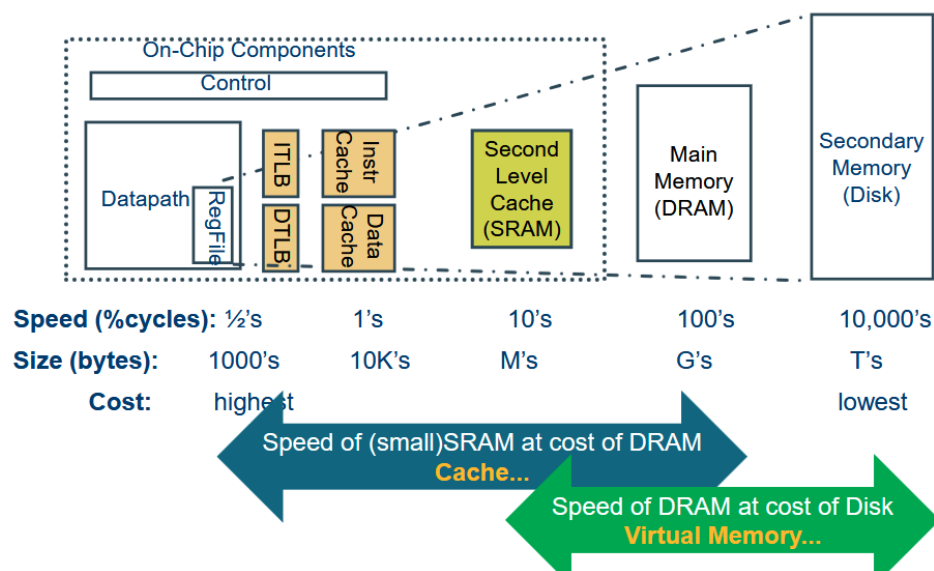 On-Chip Components
Control
Datapath
RegFile
ITLB
DTLB
Instr
Cache
Data
Cache
Second
Level
Cache
(SRAM)
Main
Memory
(DRAM)
Secondary
Memory
(Disk)
Speed (%cycles): ½’s 1’s 10’s 100’s 10,000’s
Size (bytes): 1000’s 10K’s M’s G’s T’s
Cost: highest lowest
Speed of (small)SRAM at cost of DRAM
Cache...
Speed of DRAM at cost of Disk
Virtual Memory...